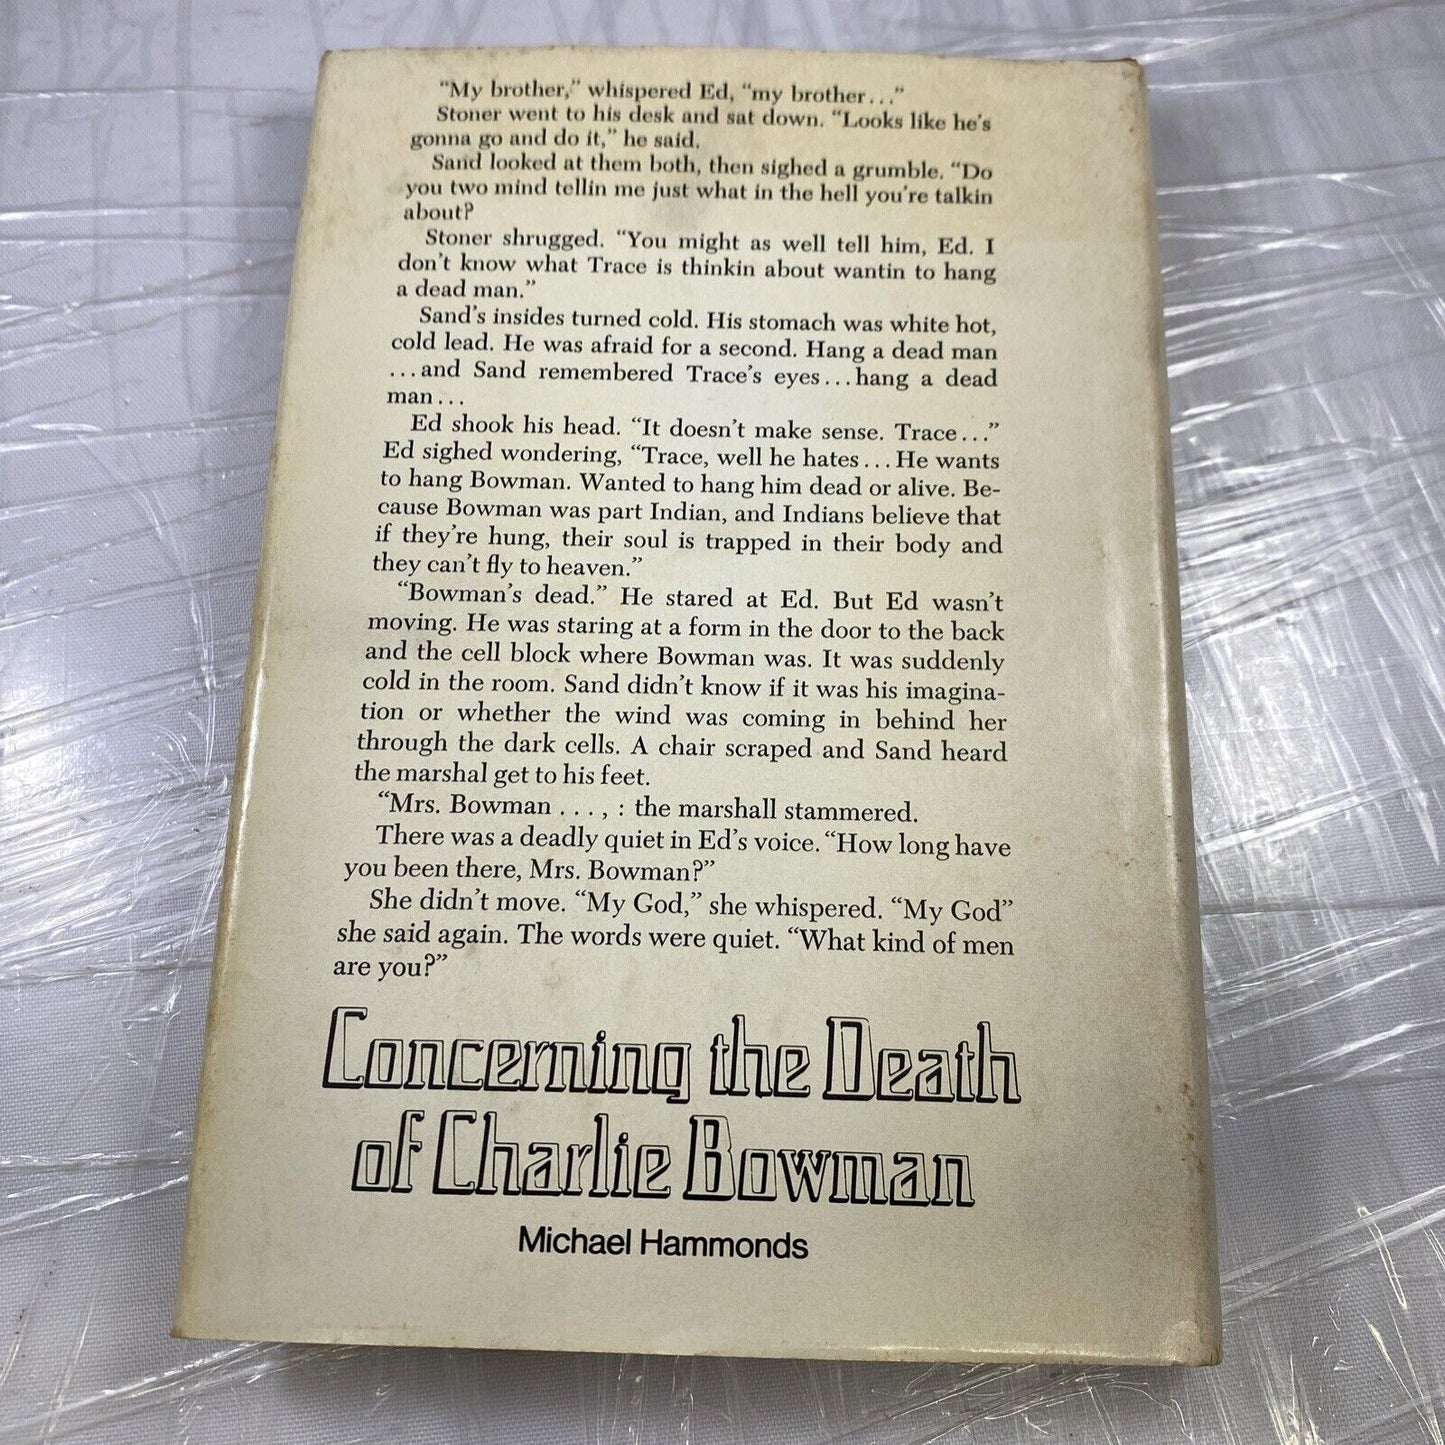 “My brother,” whispered Ed, “my brother...”
Stoner went to his desk and sat down. “Looks like he’s
gonna go and do it,” he said.
Sand looked at them both, then sighed a grumble. “Do
you two mind tellin me just what in the hell you’re talkin
about?
Stoner shrugged. “You might as well tell him, Ed. I
don’t know what Trace is thinkin about wantin to hang
a dead man.”
Sand’s insides turned cold. His stomach was white hot,
cold lead. He was afraid for a second. Hang a dead man
...and Sand remembered Trace’s eyes...hang a dead
man...
Ed shook his head. “It doesn’t make sense. Trace...”
Ed sighed wondering, “Trace, well he hates...He wants
to hang Bowman. Wanted to hang him dead or alive. Be-
cause Bowman was part Indian, and Indians believe that
if they’re hung, their soul is trapped in their body and
they can’t fly to heaven.”
“Bowman’s dead.” He stared at Ed. But Ed wasn’t
moving. He was staring at a form in the door to the back
and the cell block where Bowman was. It was suddenly
cold in the room. Sand didn’t know if it was his imagina-
tion or whether the wind was coming in behind her
through the dark cells. A chair scraped and Sand heard
the marshal get to his feet.
“Mrs. Bowman . . . , : the marshall stammered.
There was a deadly quiet in Ed’s voice. “How long have
you been there, Mrs. Bowman?”
She didn’t move. “My God,” she whispered. “My God”
she said again. The words were quiet. “What kind of men
are you?”
Concerning the Death
of Charlie Bowman
Michael Hammonds